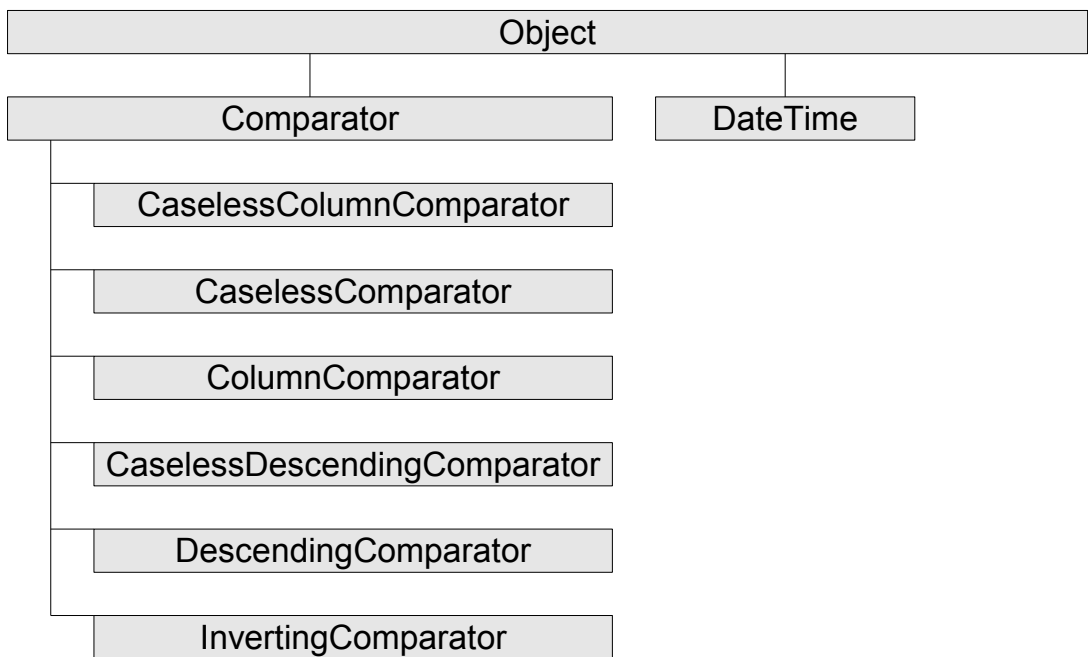 Object
Comparator
DateTime
CaselessColumnComparator
CaselessComparator
ColumnComparator
CaselessDescendingComparator
DescendingComparator
InvertingComparator